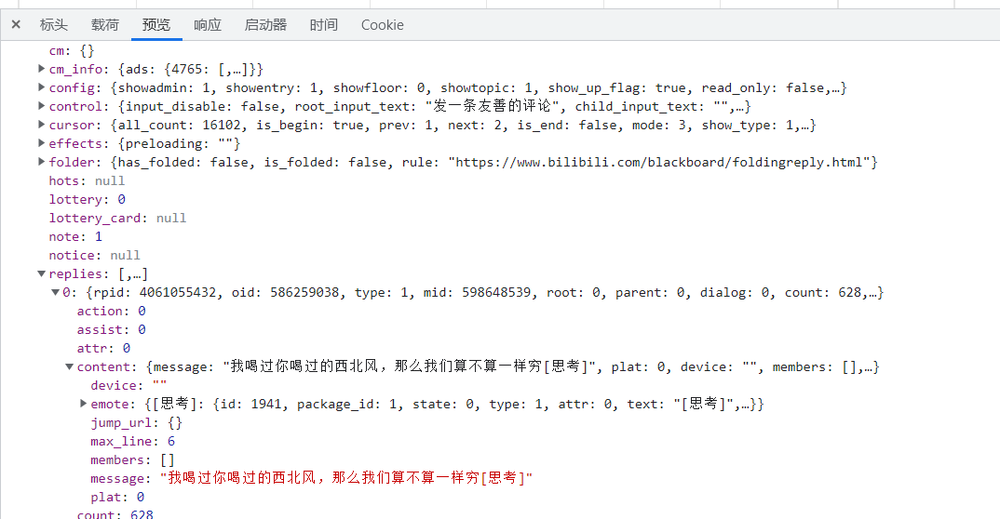 × 标头 载荷 预览 响应 启动器 时间 Cookie
cm: {}
cm_info: {ads: {4765: [,…]}}
config: {showadmin: 1, showentry: 1, showfloor: 0, showtopic: 1, show_up_flag: true, read_only: false,…}
control: {input_disable: false, root_input_text: "发一条友善的评论", child_input_text: "",…}
cursor: {all_count: 16102, is_begin: true, prev: 1, next: 2, is_end: false, mode: 3, show_type: 1,…}
effects: {preloading: ""}
folder: {has_folded: false, is_folded: false, rule: "https://www.bilibili.com/blackboard/foldingreply.html"}
hots: null
lottery: 0
lottery_card: null
note: 1
notice: null
replies: [,…]
0: {rpid: 4061055432, oid: 586259038, type: 1, mid: 598648539, root: 0, parent: 0, dialog: 0, count: 628,…}
action: 0
assist: 0
attr: 0
content: {message: "我喝过你喝过的西北风，那么我们算不算一样穷[思考]", plat: 0, device: "", members: [],…}
device: ""
emote: {[思考]: {id: 1941, package_id: 1, state: 0, type: 1, attr: 0, text: "[思考]",…}}
jump_url: {}
max_line: 6
members: []
message: "我喝过你喝过的西北风，那么我们算不算一样穷[思考]"
plat: 0
count: 628